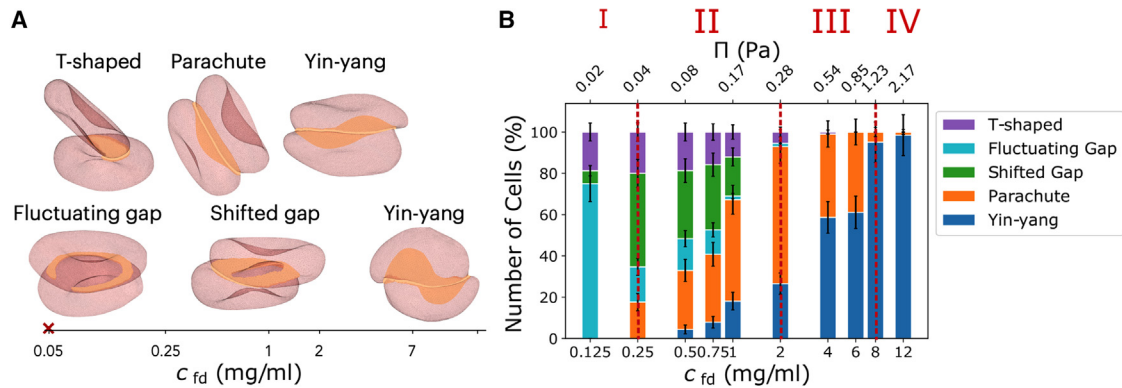 A
T-shaped Parachute Yin-yang
Fluctuating gap Shifted gap Yin-yang
0.05 0.25 1 2 7
c fd (mg/ml)
B
I II III IV
Π (Pa)
0.02 0.04 0.08 0.17 0.28 0.54 0.85 1.23 2.17
Number of Cells (%)
100
80
60
40
20
0
0.125 0.25 0.50 0.75 1 2 4 6 8 12
c fd (mg/ml)
T-shaped
Fluctuating Gap
Shifted Gap
Parachute
Yin-yang